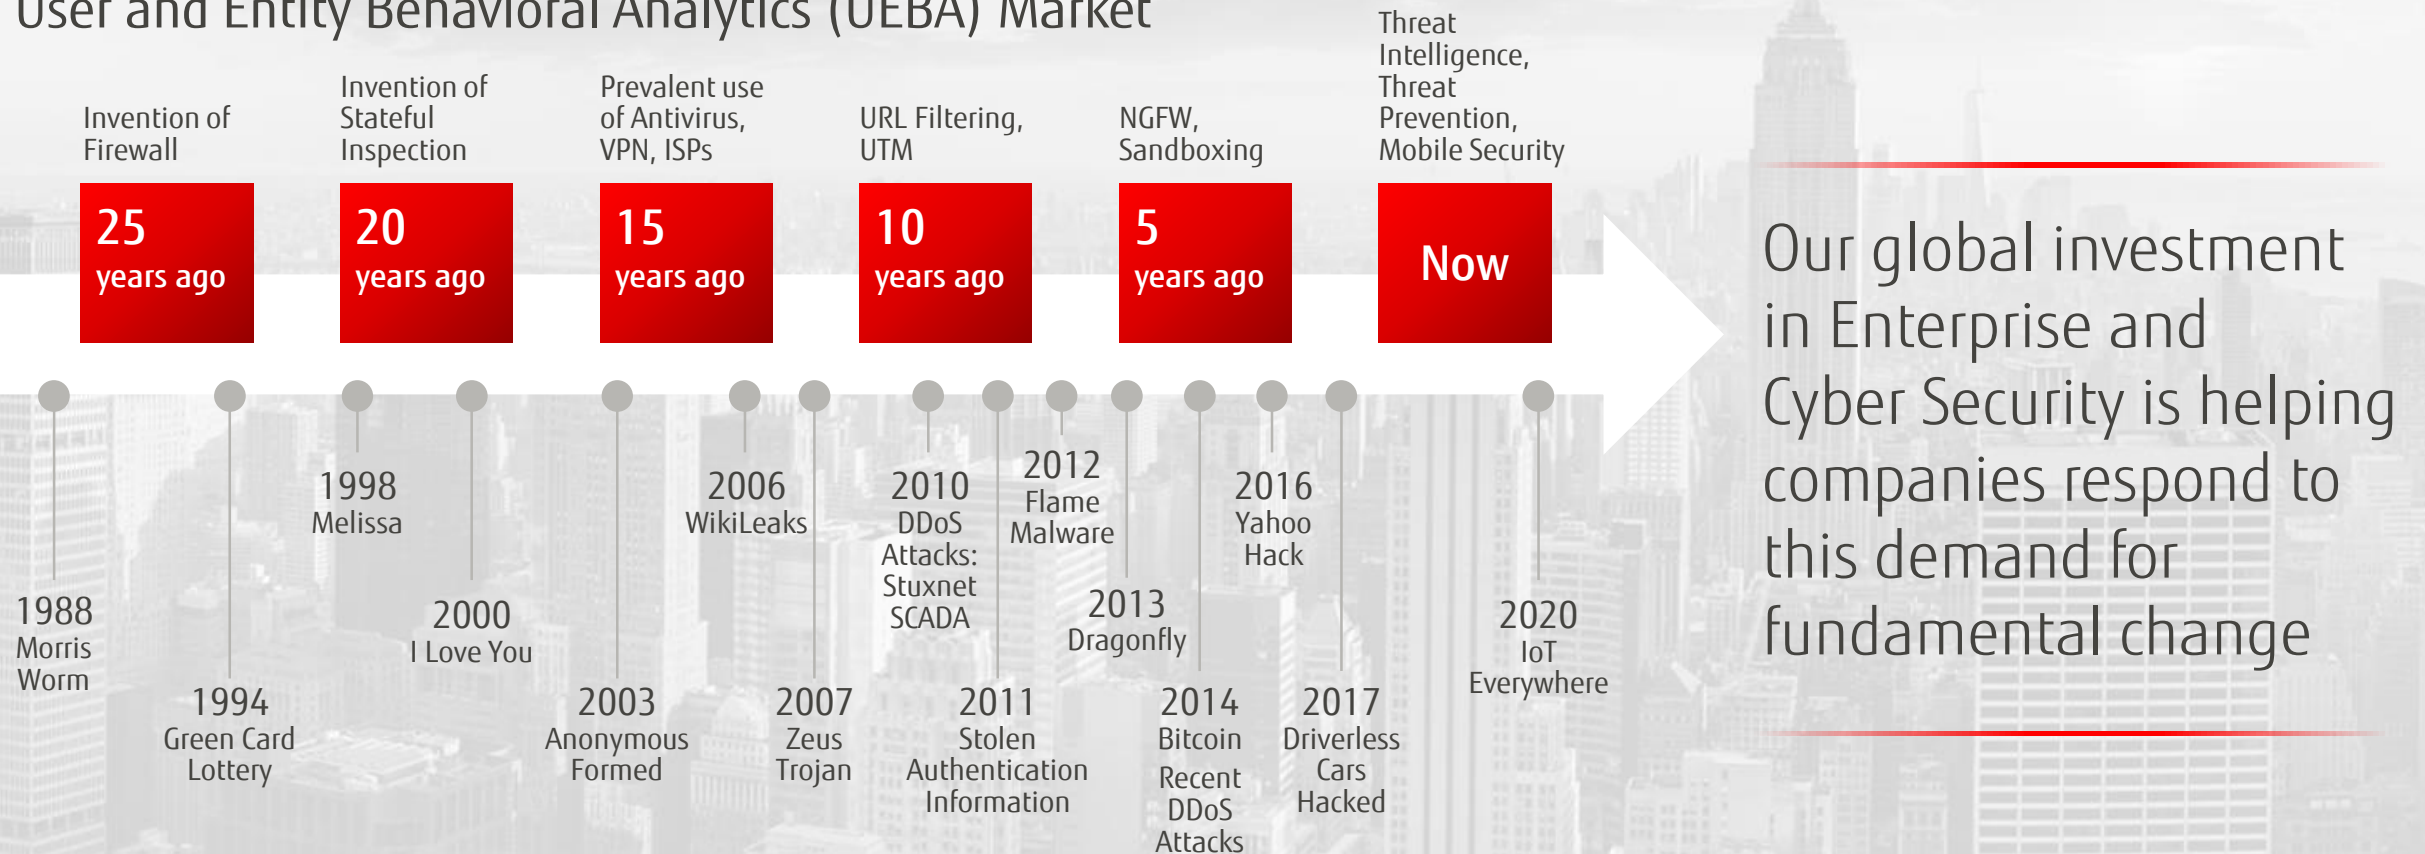 User and Entity Behavioral Analytics (UEBA) Market
Invention of
Firewall
25
years ago
Invention of
Stateful
Inspection
20
years ago
Prevalent use
of Antivirus,
VPN, ISPs
15
years ago
URL Filtering,
UTM
10
years ago
NGFW,
Sandboxing
5
years ago
Threat
Intelligence,
Threat
Prevention,
Mobile Security
Now
1988
Morris
Worm
1994
Green Card
Lottery
1998
Melissa
2000
I Love You
2003
Anonymous
Formed
2006
WikiLeaks
2007
Zeus
Trojan
2010
DDoS
Attacks:
Stuxnet
SCADA
2011
Stolen
Authentication
Information
2012
Flame
Malware
2013
Dragonfly
2014
Bitcoin
Recent
DDoS
Attacks
2016
Yahoo
Hack
2017
Driverless
Cars
Hacked
2020
IoT
Everywhere
Our global investment
in Enterprise and
Cyber Security is helping
companies respond to
this demand for
fundamental change